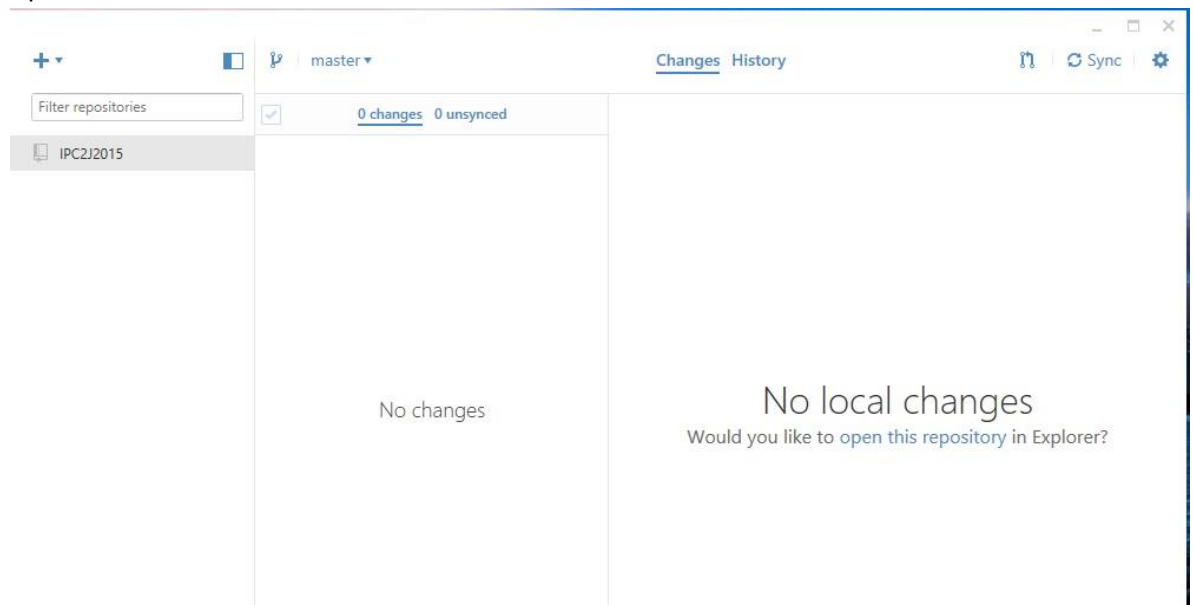 master
Changes History
Sync
Filter repositories
0 changes 0 unsynced
IPC2J2015
No changes
No local changes
Would you like to open this repository in Explorer?